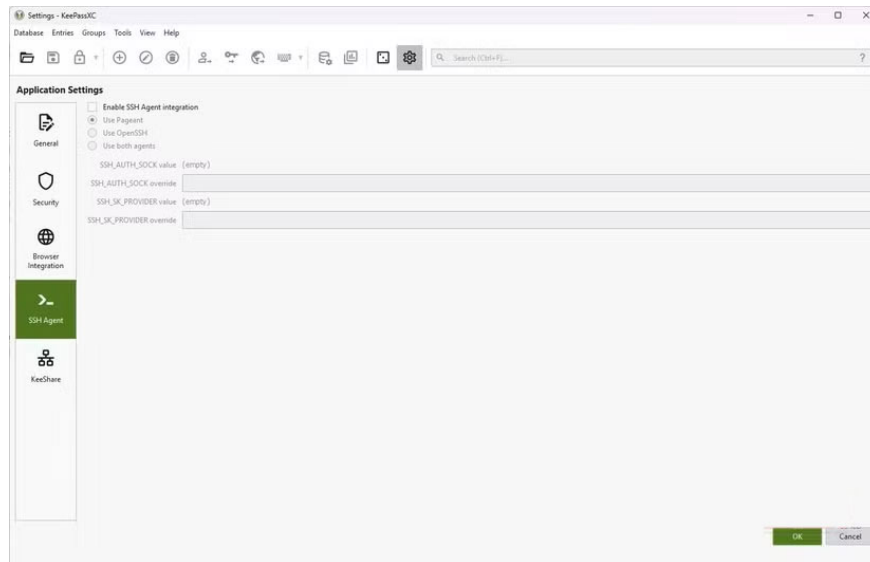 Settings - KeePassXC
Database Entries Groups Tools View Help
Search (Ctrl+F)...
?
Application Settings
General
Security
Browser
Integration
SSH Agent
KeeShare
Enable SSH Agent integration
Use Pageant
Use OpenSSH
Use both agents
SSH_AUTH_SOCK value (empty)
SSH_AUTH_SOCK override
SSH_SK_PROVIDER value (empty)
SSH_SK_PROVIDER override
OK Cancel